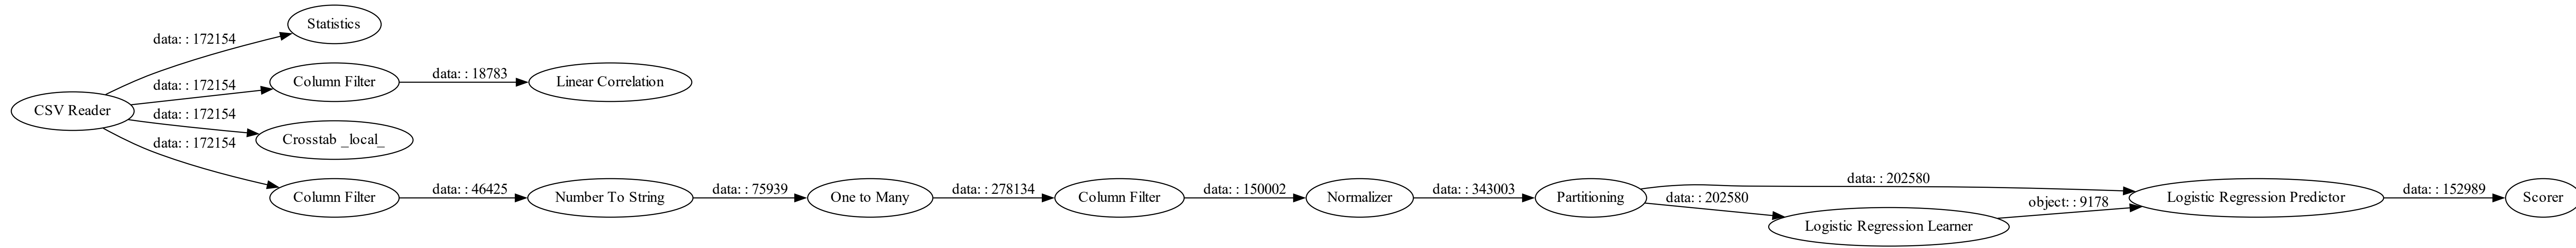 Statistics
data: : 172154
Column Filter
data: : 18783
Linear Correlation
data: : 172154
CSV Reader
data: : 172154
Crosstab _local_
data: : 172154
Column Filter
data: : 46425
Number To String
data: : 75939
One to Many
data: : 278134
Column Filter
data: : 150002
Normalizer
data: : 343003
Partitioning
data: : 202580
data: : 202580
Logistic Regression Learner
object: : 9178
Logistic Regression Predictor
data: : 152989
Scorer